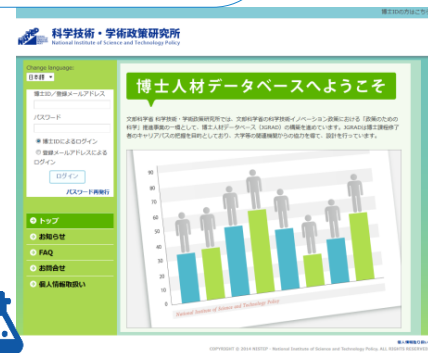 博士IDの方はこち
科学技術・学術政策研究所
National Institute of Science and Technology Policy
Change language:
日本語
博士ID/登録メールアドレス
パスワード
博士IDによるログイン
登録メールアドレスによる
ログイン
ログイン
パスワード再発行
トップ
お知らせ
FAQ
お問合せ
個人情報取扱い
博士人材データベースへようこそ
文部科学省 科学技術・学術政策研究所では、文部科学省の科学技術イノベーション政策における「政策のための
科学」推進事業の一環として、博士人材データベース（JGRAD）の構築を進めています。JGRADは博士課程修了
者のキャリアパスの把握を目的としており、大学等の関連機関からの協力を得て、設計を行っています。
90
80
70
60
50
40
30
20
10
0
National Institute of Science and Technology Policy
COPYRIGHT © 2014 NISTEP - National Institute of Science and Technology Policy ALL RIGHTS RESERVED